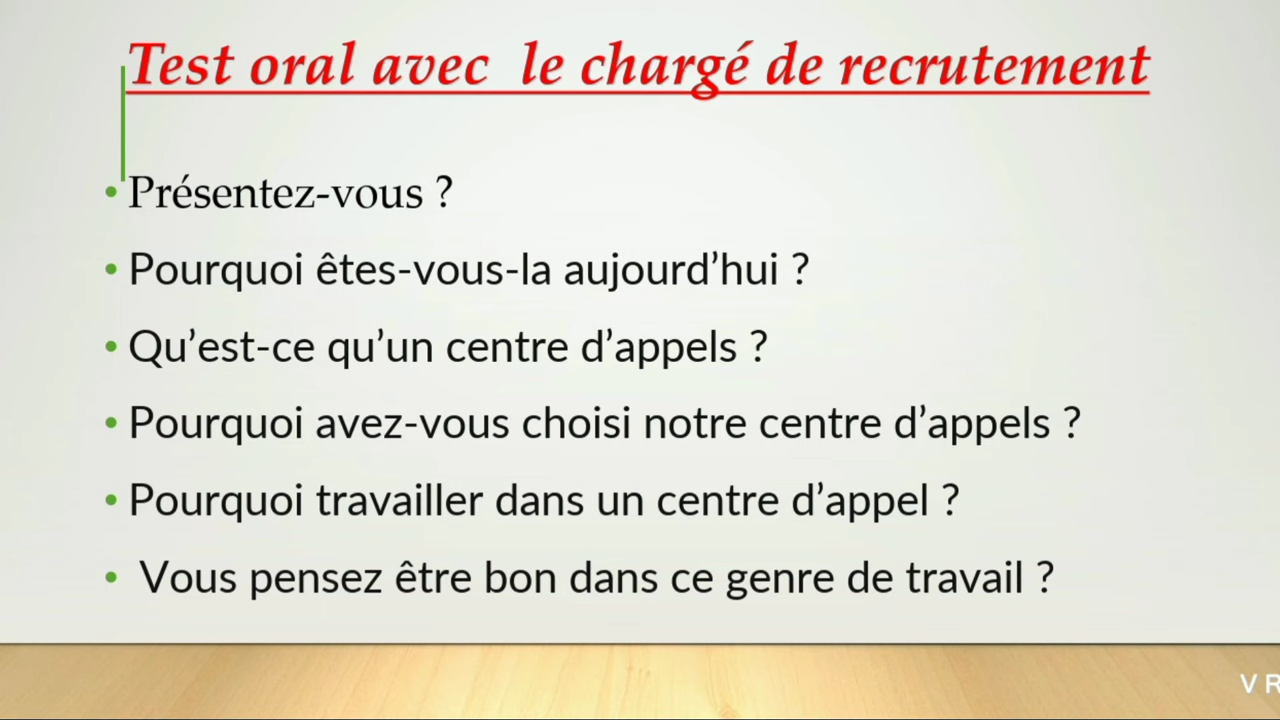 Test oral avec le chargé de recrutement
Présentez-vous ?
Pourquoi êtes-vous-la aujourd’hui ?
Qu’est-ce qu’un centre d’appels ?
Pourquoi avez-vous choisi notre centre d’appels ?
Pourquoi travailler dans un centre d’appel ?
Vous pensez être bon dans ce genre de travail ?
V R